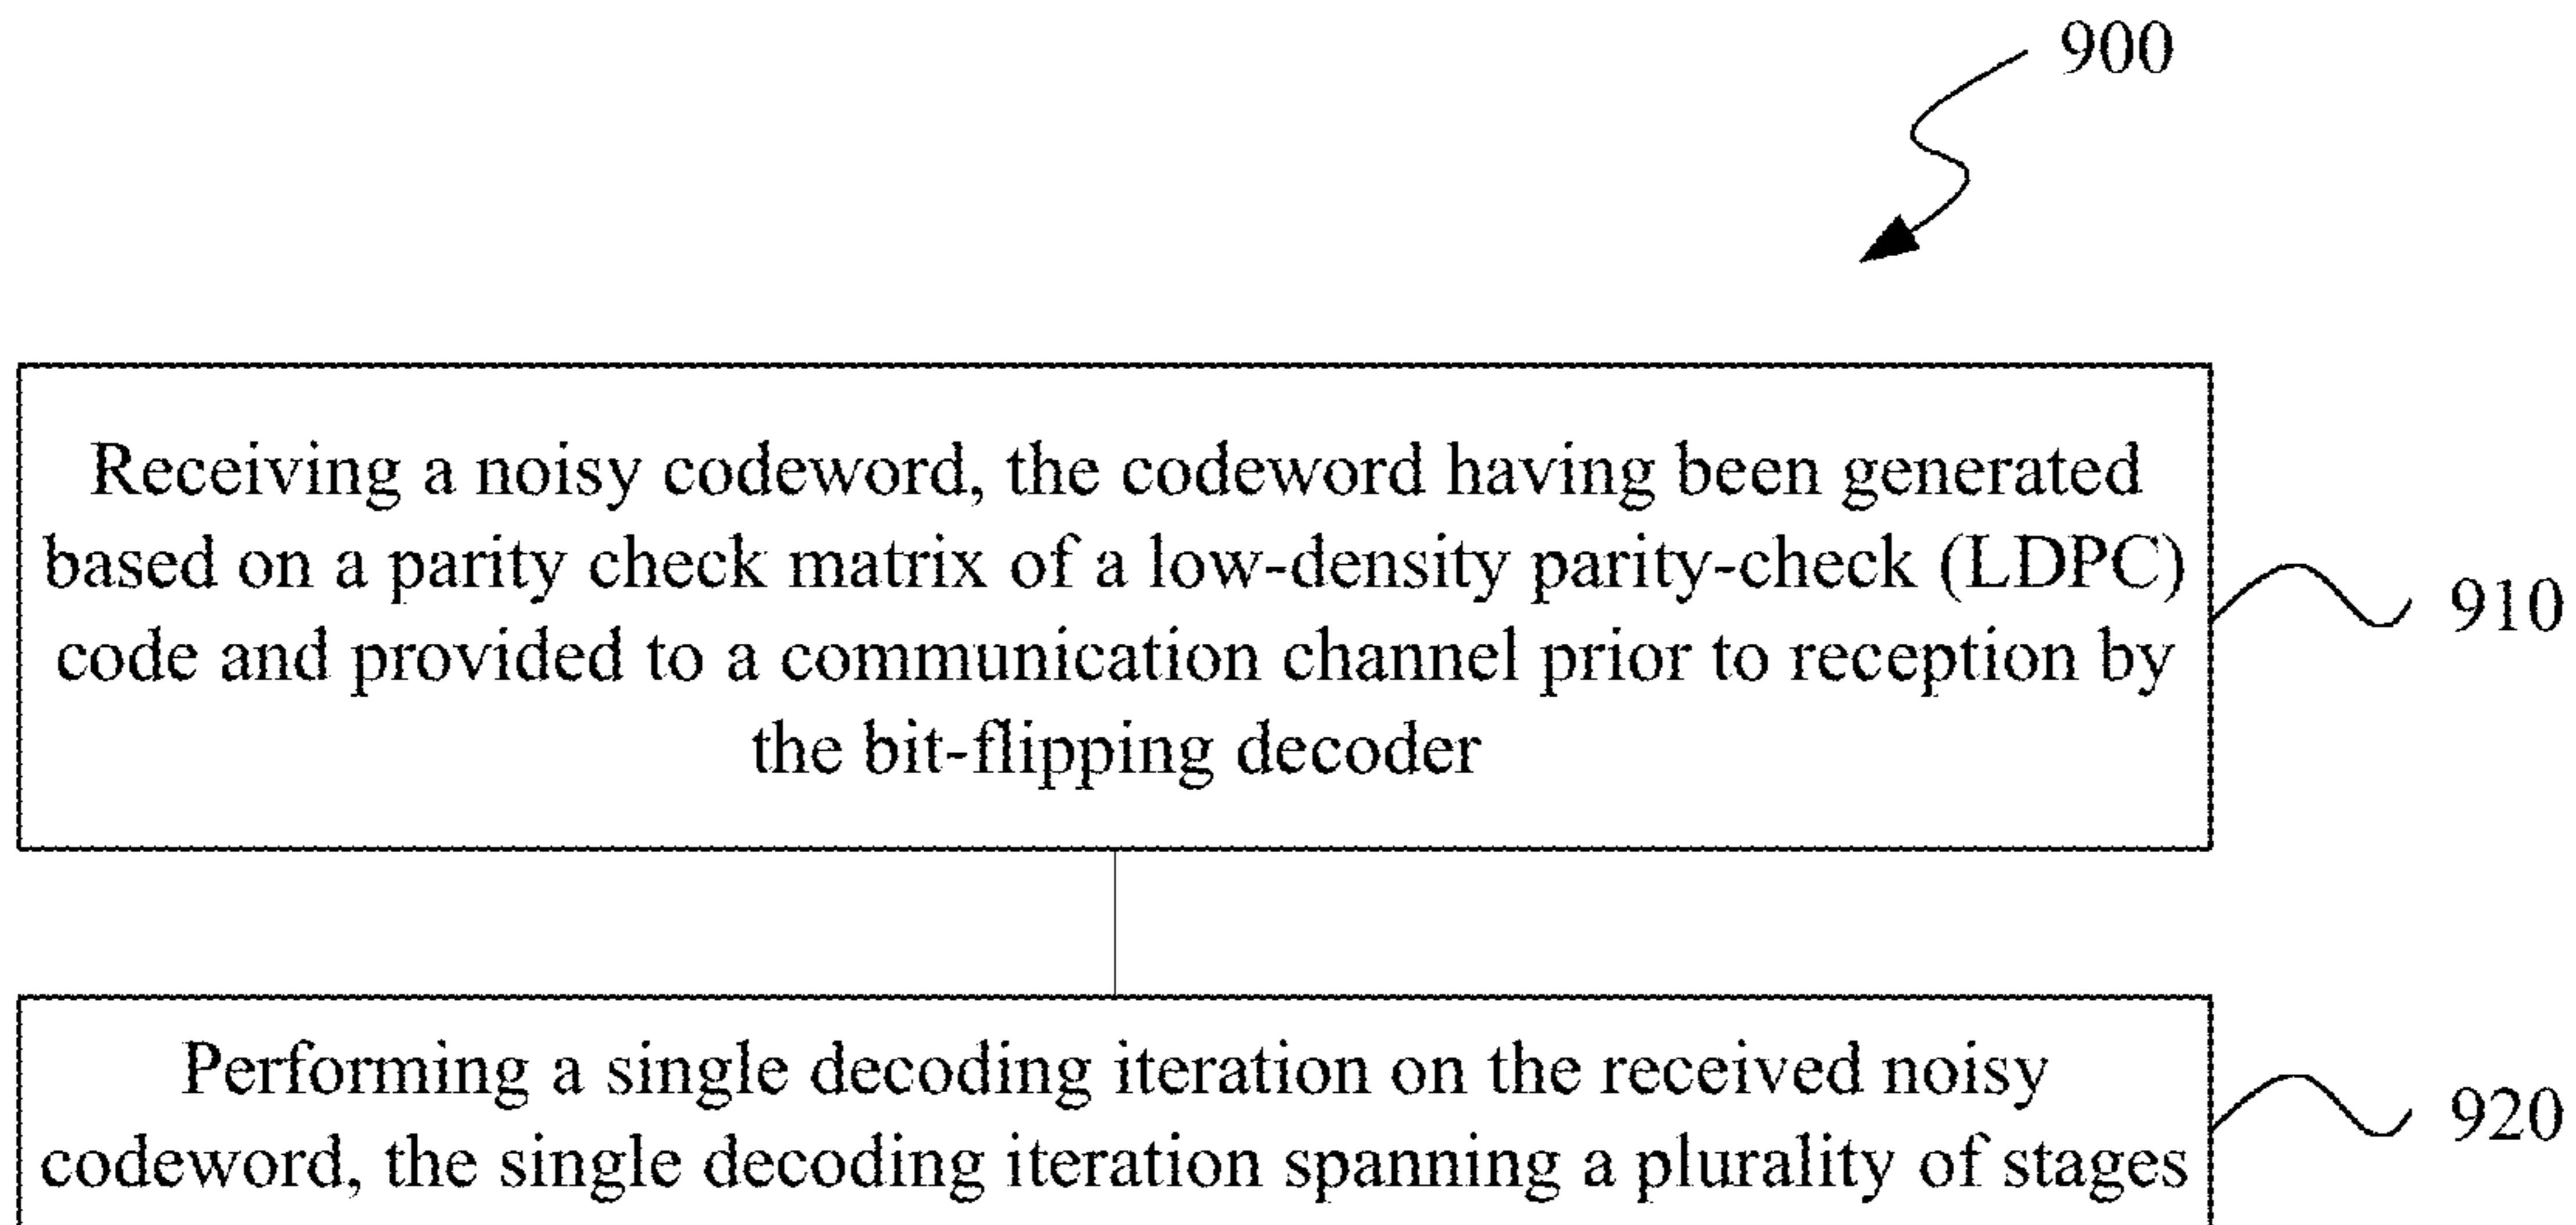 900
Receiving a noisy codeword, the codeword having been generated
based on a parity check matrix of a low-density parity-check (LDPC)
code and provided to a communication channel prior to reception by
the bit-flipping decoder
910
Performing a single decoding iteration on the received noisy
codeword, the single decoding iteration spanning a plurality of stages
920